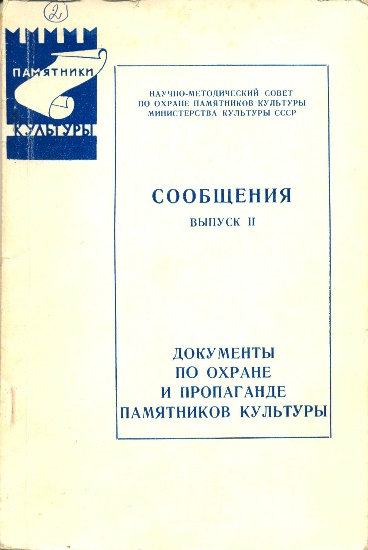 2
ПАМЯТНИКИ
КУЛЬТУРЫ
НАУЧНО-МЕТОДИЧЕСКИЙ СОВЕТ
ПО ОХРАНЕ ПАМЯТНИКОВ КУЛЬТУРЫ
МИНИСТЕРСТВА КУЛЬТУРЫ СССР
СООБЩЕНИЯ
ВЫПУСК II
ДОКУМЕНТЫ
ПО ОХРАНЕ
И ПРОПАГАНДЕ
ПАМЯТНИКОВ КУЛЬТУРЫ